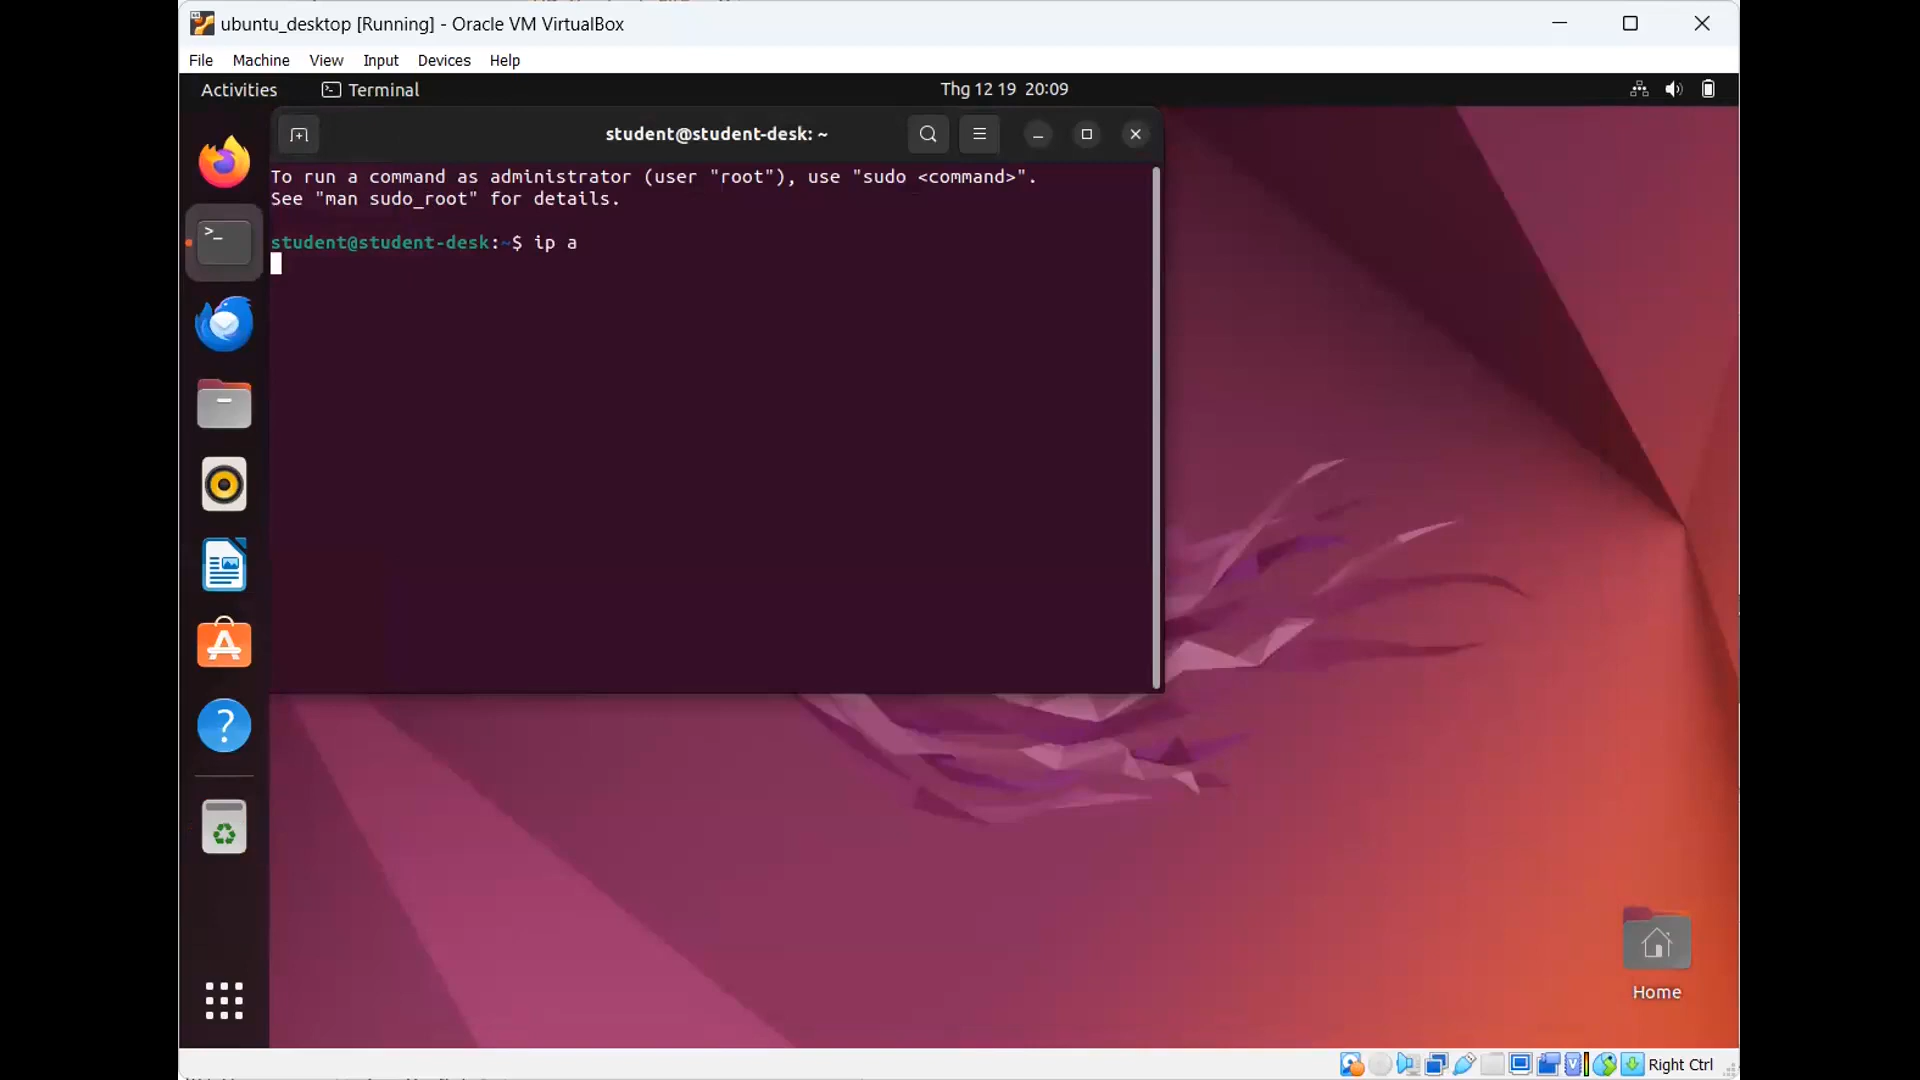 ubuntu_desktop [Running] - Oracle VM VirtualBox
File Machine View Input Devices Help
Activities Terminal Thg 12 19 20:09
student@student-desk: ~
To run a command as administrator (user "root"), use "sudo <command>".
See "man sudo_root" for details.
student@student-desk:~$ ip a
Home
Right Ctrl